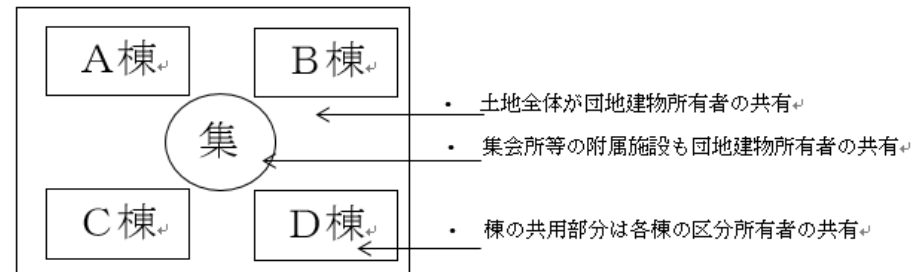 A棟
B棟
・ 土地全体が団地建物所有者の共有
集
・ 集会所等の附属施設も団地建物所有者の共有
C棟
D棟
・ 棟の共用部分は各棟の区分所有者の共有